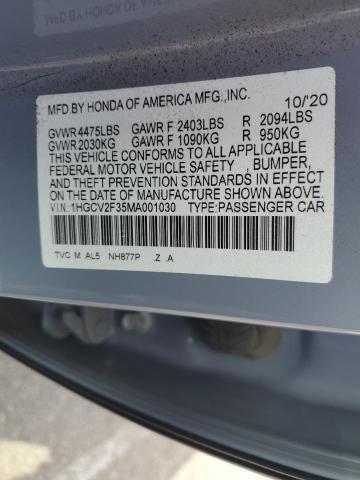 MFD.BY HONDA OF AMERICA MFG.,INC. 10/'20
GVWR 4475LBS GAWR F 2403LBS R 2094LBS
GVWR 2030KG GAWR F 1090KG R 950KG
THIS VEHICLE CONFORMS TO ALL APPLICABLE
FEDERAL MOTOR VEHICLE SAFETY , BUMPER,
AND THEFT PREVENTION STANDARDS IN EFFECT
ON THE DATE OF MANUFACTURE SHOWN ABOVE.
V.I.N:1HGCV2F35MA001030 TYPE:PASSENGER CAR
TVC M AL5 NH877P .Z .A